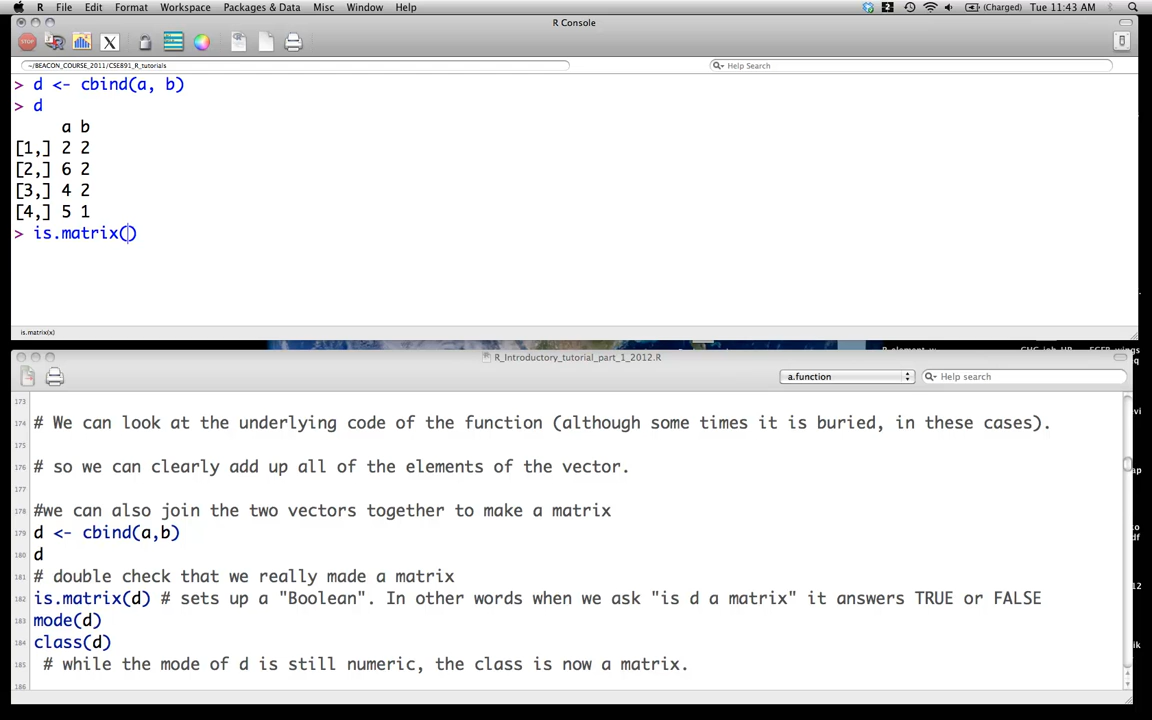 R File Edit Format Workspace Packages & Data Misc Window Help (Charged) Tue 11:43 AM
R Console
STOP X
~/BEACON_COURSE_2011/CSE891_R_tutorials Help Search
> d <- cbind(a, b)
> d
a b
[1,] 2 2
[2,] 6 2
[3,] 4 2
[4,] 5 1
> is.matrix()
is.matrix(x)
R_Introductory_tutorial_part_1_2012.R
a.function Help search
173
174 # We can look at the underlying code of the function (although some times it is buried, in these cases).
175
176 # so we can clearly add up all of the elements of the vector.
177
178 #we can also join the two vectors together to make a matrix
179 d <- cbind(a,b)
180 d
181 # double check that we really made a matrix
182 is.matrix(d) # sets up a "Boolean". In other words when we ask "is d a matrix" it answers TRUE or FALSE
183 mode(d)
184 class(d)
185 # while the mode of d is still numeric, the class is now a matrix.
186